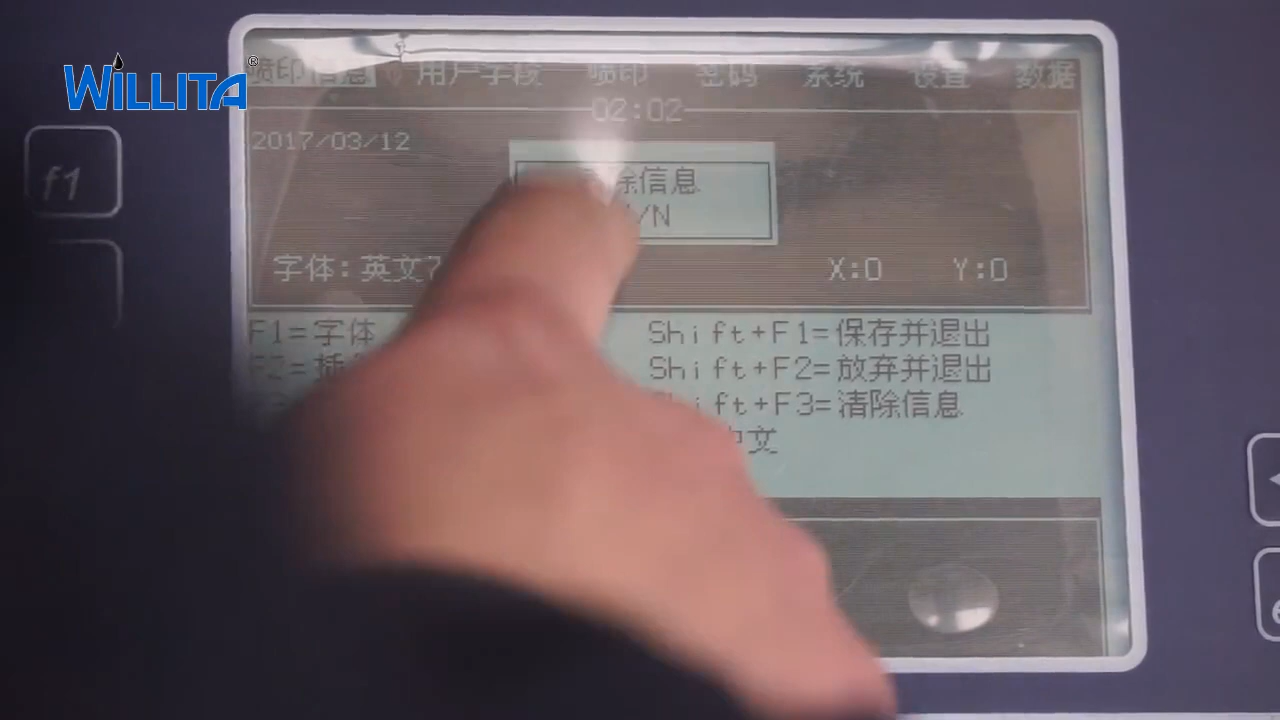 WILLITA®
喷印信息 用户字段 喷印 密码 系统 设置 数据
02:02
2017/03/12
除信息
/N
字体:英文7
X:0 Y:0
F1=字体
Shift+F1=保存并退出
F2=插
Shift+F2=放弃并退出
Shift+F3=清除信息
中文
f1